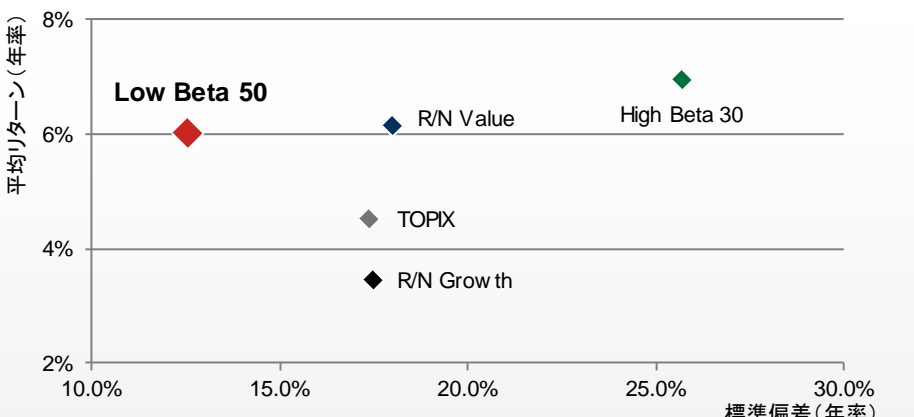 平均リターン(年率)
8%
6%
4%
2%
Low Beta 50
R/N Value
High Beta 30
TOPIX
R/N Growth
10.0%
15.0%
20.0%
25.0%
30.0%
標準偏差(年率)